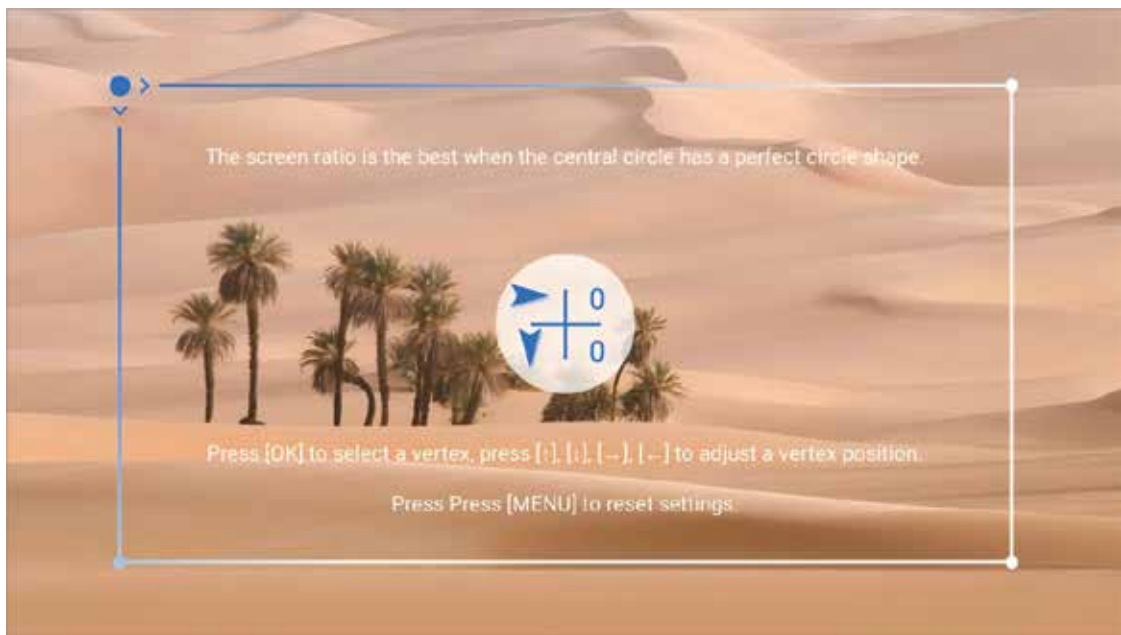 The screen ratio is the best when the central circle has a perfect circle shape.
0
0
Press [OK] to select a vertex, press [↑], [↓], [→], [←] to adjust a vertex position.
Press Press [MENU] to reset settings.